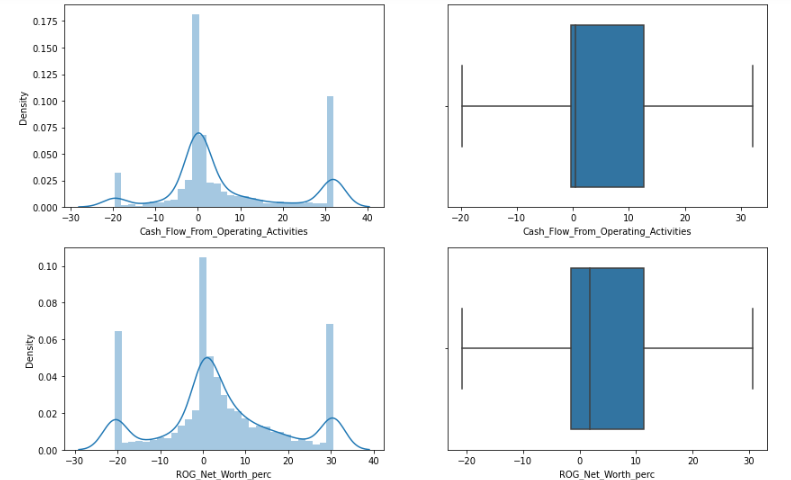 0.175
0.150
0.125
0.100
0.075
0.050
0.025
0.000
Density
−30 −20 −10 0 10 20 30 40
Cash_Flow_From_Operating_Activities
−20 −10 0 10 20 30
Cash_Flow_From_Operating_Activities
0.10
0.08
0.06
0.04
0.02
0.00
Density
−30 −20 −10 0 10 20 30 40
ROG_Net_Worth_perc
−20 −10 0 10 20 30
ROG_Net_Worth_perc